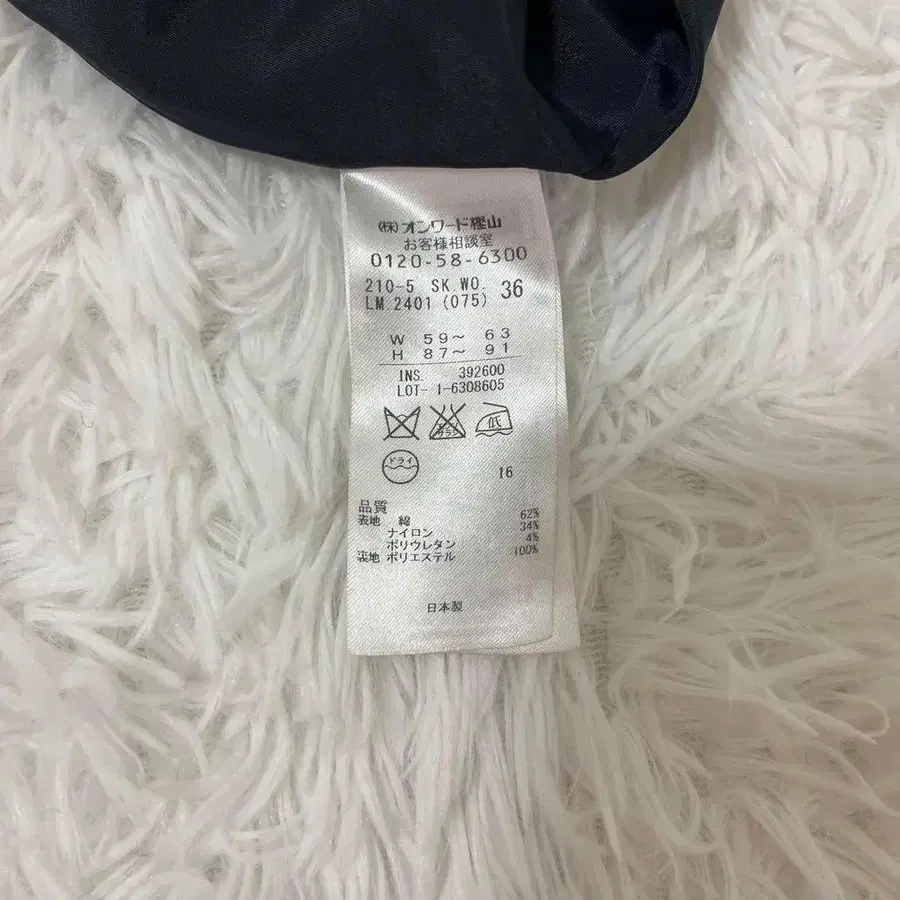 (株)オンワード樫山
お客様相談室
0120-58-6300
210-5 SK.WO. 36
LM.2401 (075)
W 59〜 63
H 87〜 91
INS. 392600
LOT- 1-6308605
低
ドライ
16
品質
表地 綿 62%
ナイロン 34%
ポリウレタン 4%
裏地 ポリエステル 100%
日本製